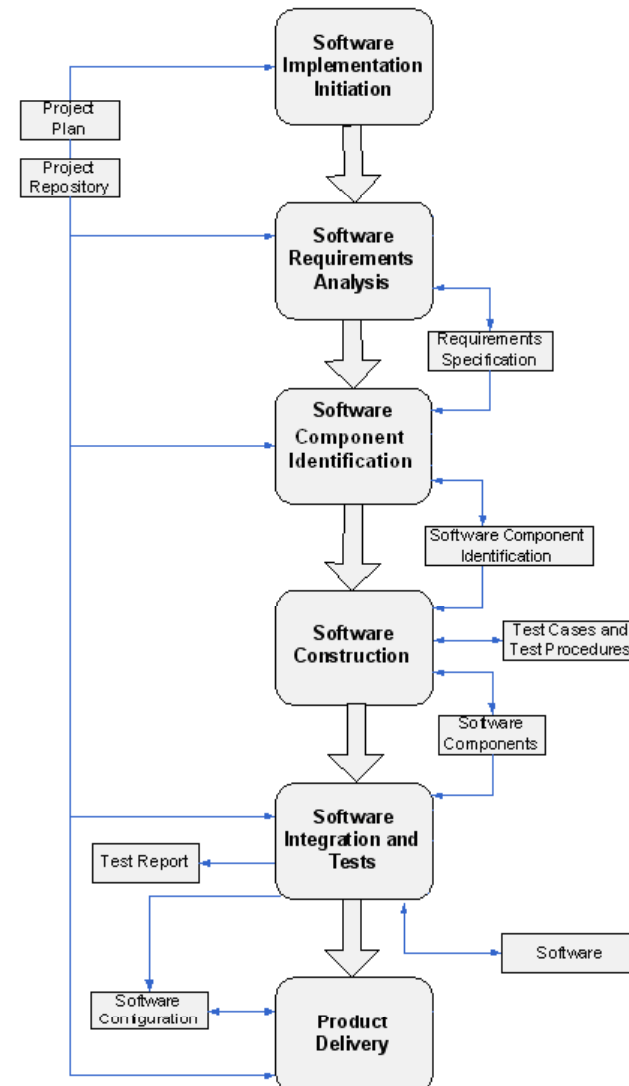 Software
Implementation
Initiation
Project
Plan
Project
Repository
Software
Requirements
Analysis
Requirements
Specification
Software
Component
Identification
Software Component
Identification
Software
Construction
Test Cases and
Test Procedures
Software
Components
Software
Integration and
Tests
Test Report
Software
Software
Configuration
Product
Delivery